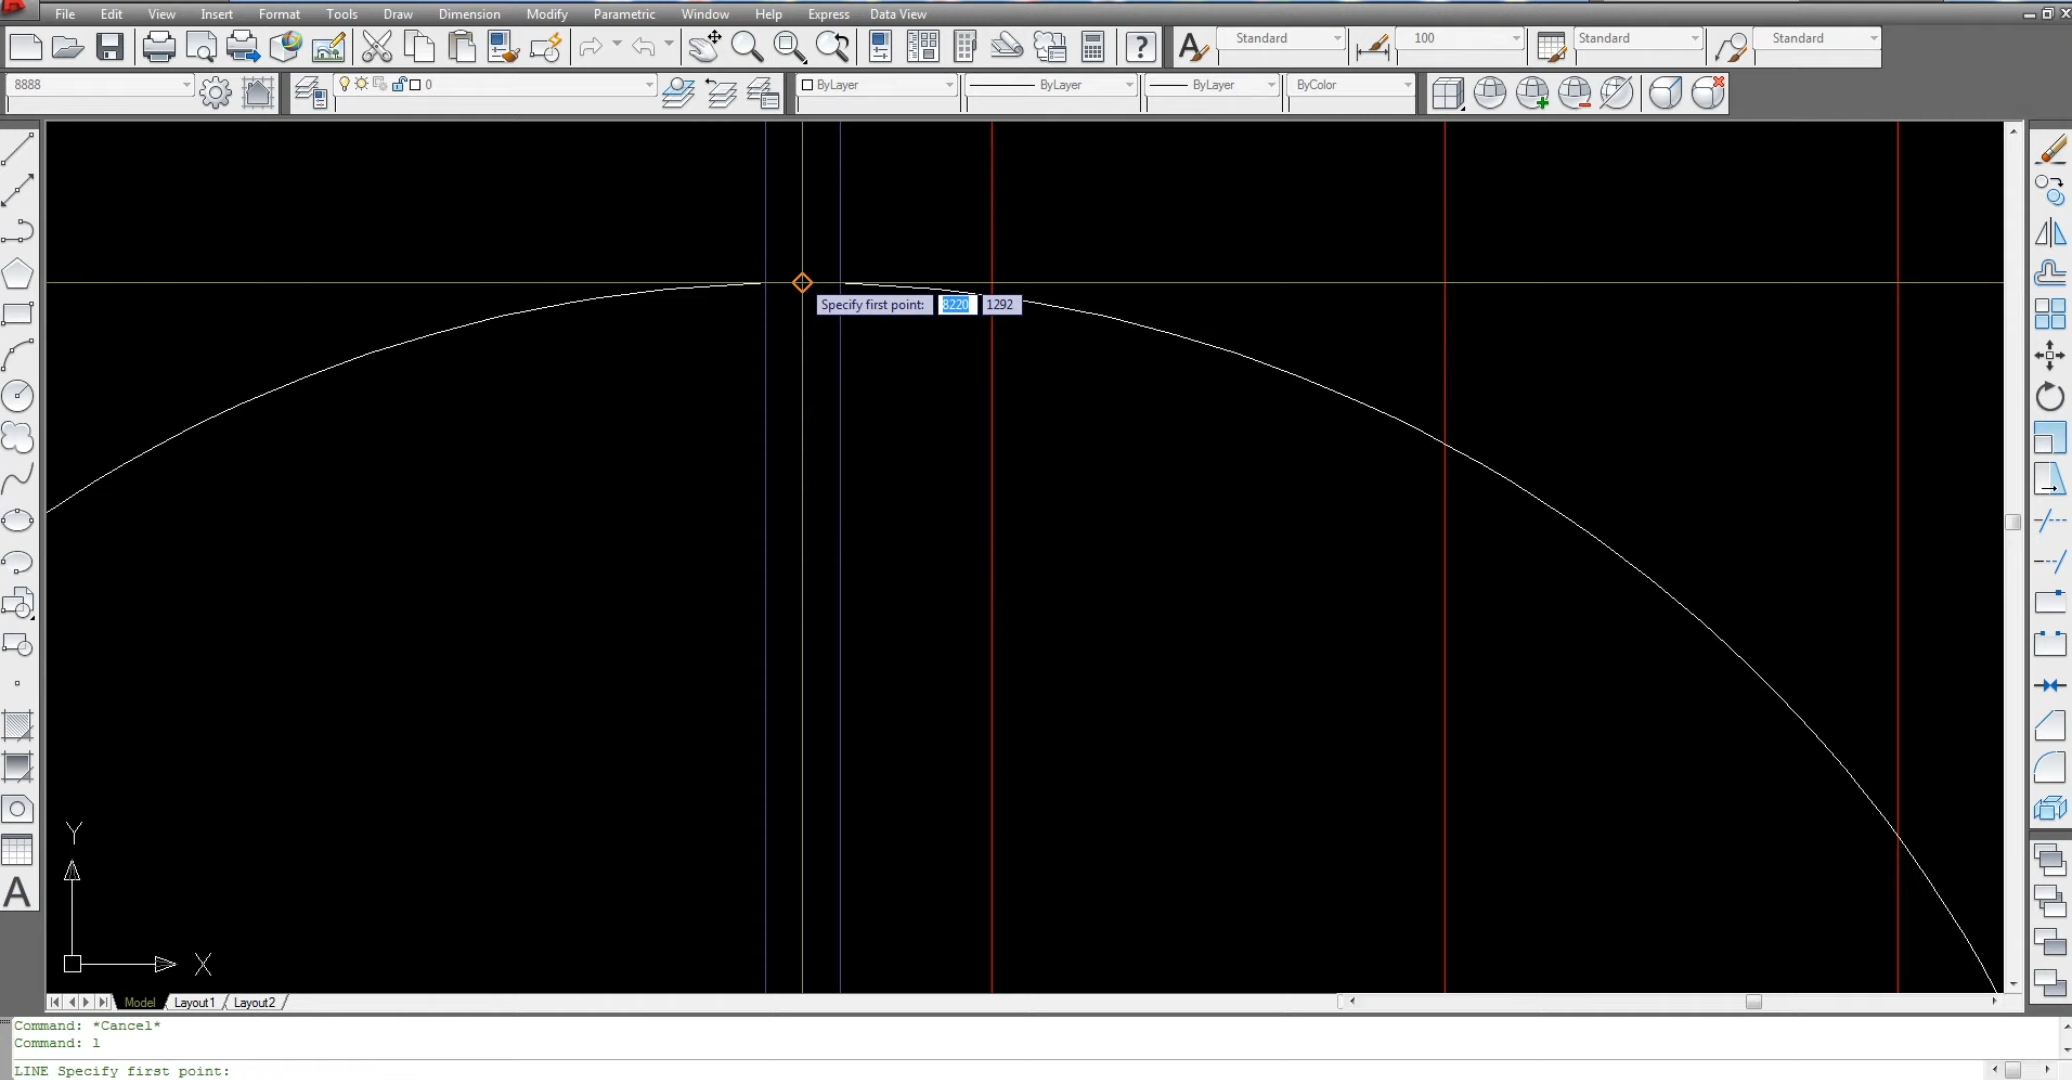 File Edit View Insert Format Tools Draw Dimension Modify Parametric Window Help Express Data View
Standard 100 Standard Standard
8888 0 ByLayer ByLayer ByLayer ByColor
Specify first point: 8220 1292
Y
X
Model Layout1 Layout2
Command: *Cancel*
Command: l
LINE Specify first point: